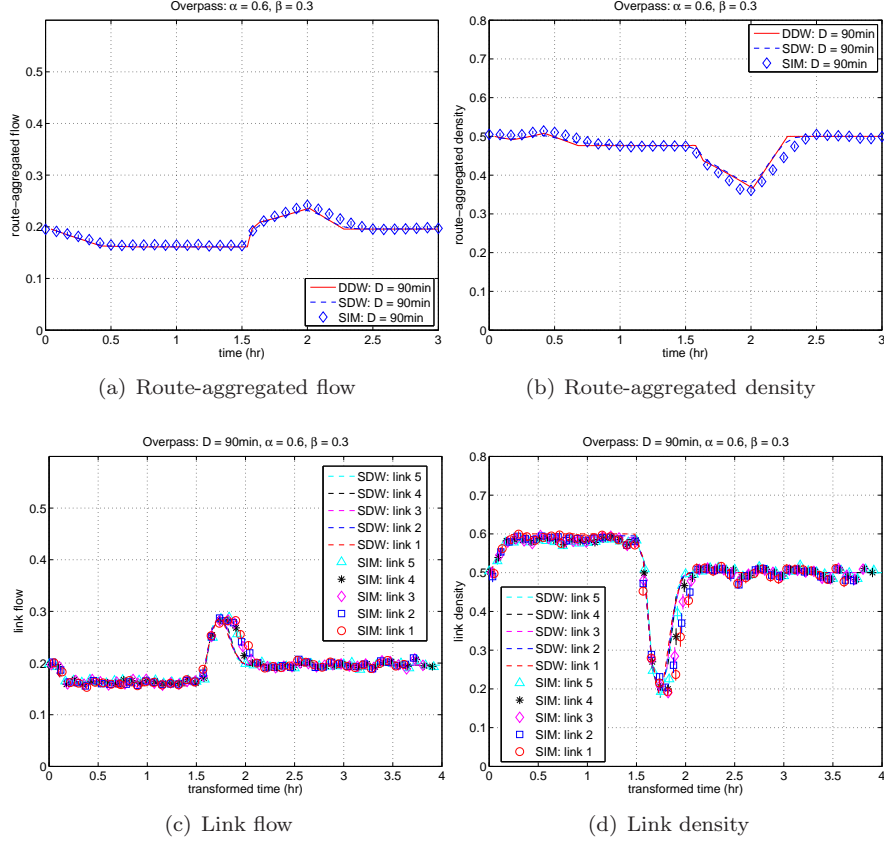 Overpass: α = 0.6, β = 0.3
0.5
0.4
0.3
0.2
0.1
0
route−aggregated flow
0 0.5 1 1.5 2 2.5 3
time (hr)
DDW: D = 90min
SDW: D = 90min
SIM: D = 90min
(a) Route-aggregated flow
Overpass: α = 0.6, β = 0.3
0.8
0.7
0.6
0.5
0.4
0.3
0.2
0.1
0
route−aggregated density
0 0.5 1 1.5 2 2.5 3
time (hr)
DDW: D = 90min
SDW: D = 90min
SIM: D = 90min
(b) Route-aggregated density
Overpass: D = 90min, α = 0.6, β = 0.3
0.5
0.4
0.3
0.2
0.1
0
link flow
0 0.5 1 1.5 2 2.5 3 3.5 4
transformed time (hr)
SDW: link 5
SDW: link 4
SDW: link 3
SDW: link 2
SDW: link 1
SIM: link 5
SIM: link 4
SIM: link 3
SIM: link 2
SIM: link 1
(c) Link flow
Overpass: D = 90min, α = 0.6, β = 0.3
0.8
0.7
0.6
0.5
0.4
0.3
0.2
0.1
0
link density
0 0.5 1 1.5 2 2.5 3 3.5 4
transformed time (hr)
SDW: link 5
SDW: link 4
SDW: link 3
SDW: link 2
SDW: link 1
SIM: link 5
SIM: link 4
SIM: link 3
SIM: link 2
SIM: link 1
(d) Link density